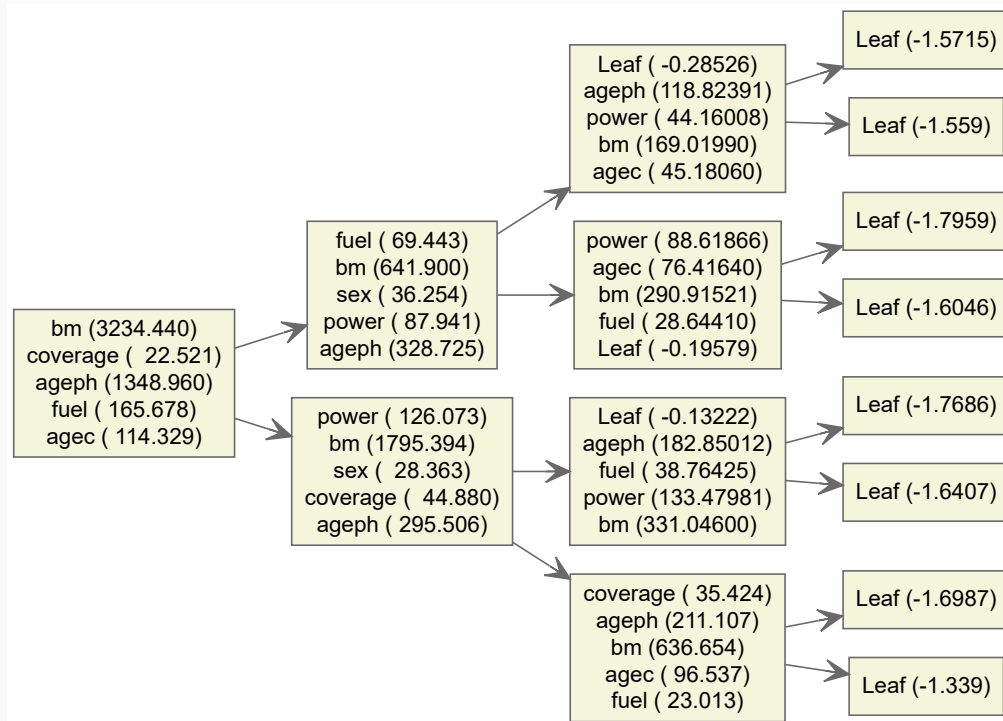 bm (3234.440)
coverage (  22.521)
ageph (1348.960)
fuel ( 165.678)
agec ( 114.329)
fuel ( 69.443)
bm (641.900)
sex ( 36.254)
power ( 87.941)
ageph (328.725)
power ( 126.073)
bm (1795.394)
sex (  28.363)
coverage (  44.880)
ageph ( 295.506)
Leaf ( -0.28526)
ageph (118.82391)
power ( 44.16008)
bm (169.01990)
agec ( 45.18060)
power ( 88.61866)
agec ( 76.41640)
bm (290.91521)
fuel ( 28.64410)
Leaf ( -0.19579)
Leaf ( -0.13222)
ageph (182.85012)
fuel ( 38.76425)
power (133.47981)
bm (331.04600)
coverage ( 35.424)
ageph (211.107)
bm (636.654)
agec ( 96.537)
fuel ( 23.013)
Leaf (-1.5715)
Leaf (-1.559)
Leaf (-1.7959)
Leaf (-1.6046)
Leaf (-1.7686)
Leaf (-1.6407)
Leaf (-1.6987)
Leaf (-1.339)